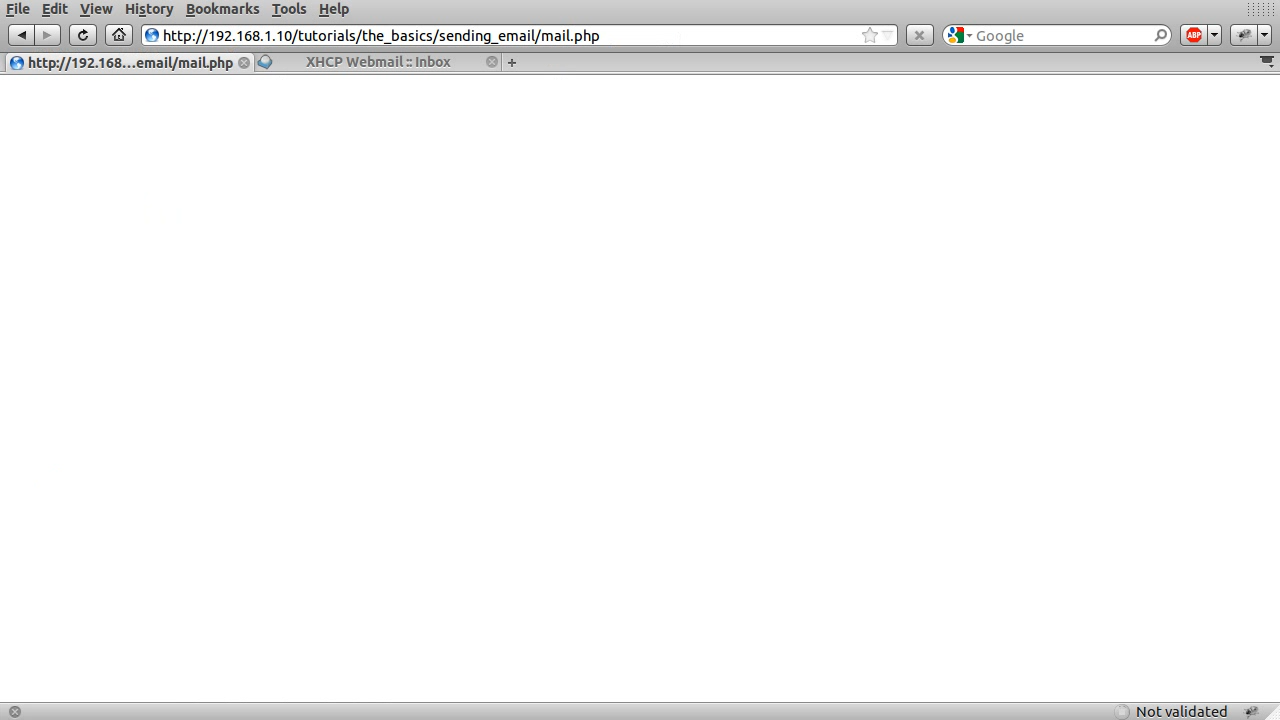 File Edit View History Bookmarks Tools Help
http://192.168.1.10/tutorials/the_basics/sending_email/mail.php
Google
ABP
http://192.168...email/mail.php
XHCP Webmail :: Inbox
Not validated